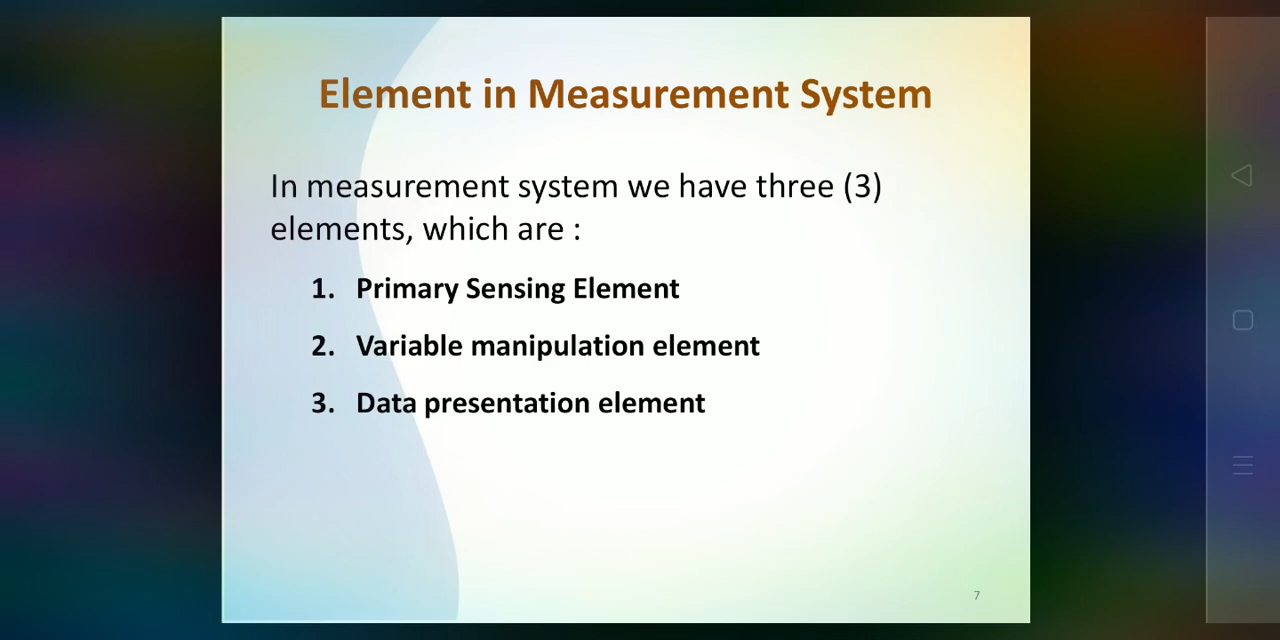 Element in Measurement System
In measurement system we have three (3)
elements, which are :
1. Primary Sensing Element
2. Variable manipulation element
3. Data presentation element
7